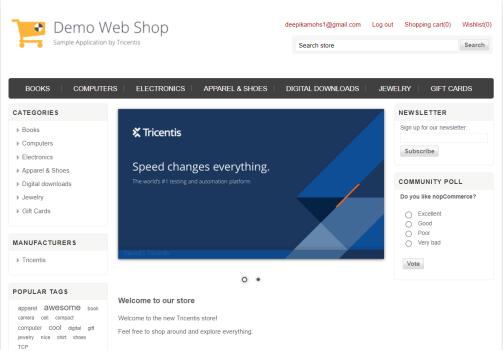 Demo Web Shop
Sample Application by Tricentis
deepikamohs1@gmail.com Log out Shopping cart(0) Wishlist(0)
Search store Search
BOOKS COMPUTERS ELECTRONICS APPAREL & SHOES DIGITAL DOWNLOADS JEWELRY GIFT CARDS
CATEGORIES
Books
Computers
Electronics
Apparel & Shoes
Digital downloads
Jewelry
Gift Cards
MANUFACTURERS
Tricentis
POPULAR TAGS
apparel awesome book
camera cell compact
computer cool digital gift
jewelry nice shirt shoes
TCP
Tricentis
Speed changes everything.
The world's #1 testing and automation platform
Welcome to our store
Welcome to the new Tricentis store!
Feel free to shop around and explore everything.
NEWSLETTER
Sign up for our newsletter:
Subscribe
COMMUNITY POLL
Do you like nopCommerce?
Excellent
Good
Poor
Very bad
Vote